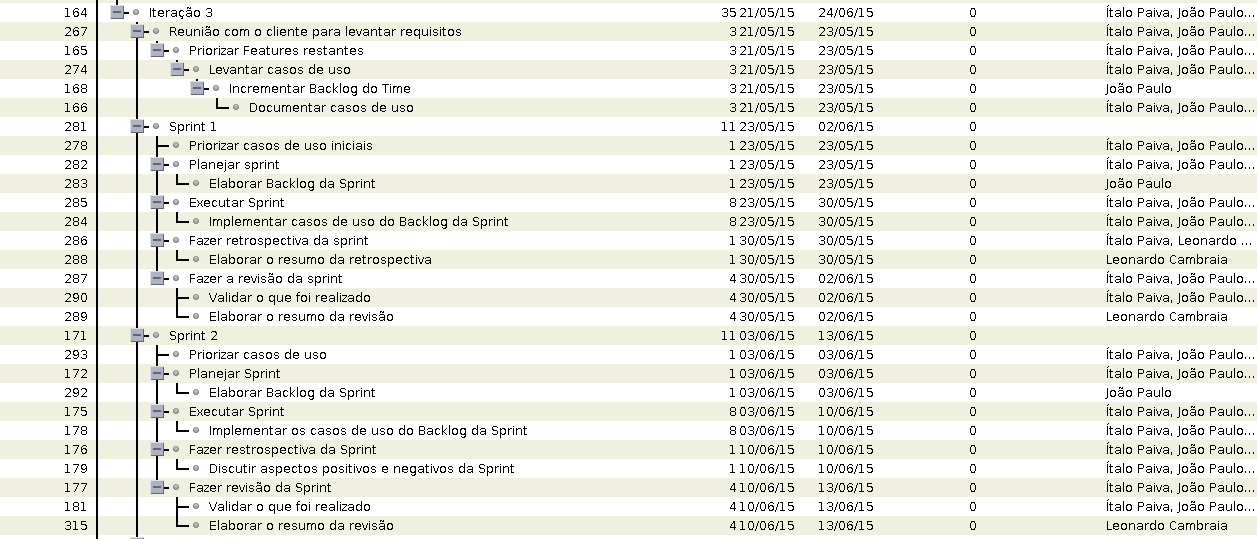 164 Iteração 3 35 21/05/15 24/06/15 0 Ítalo Paiva, João Paulo...
267 Reunião com o cliente para levantar requisitos 3 21/05/15 23/05/15 0 Ítalo Paiva, João Paulo...
165 Priorizar Features restantes 3 21/05/15 23/05/15 0 Ítalo Paiva, João Paulo...
274 Levantar casos de uso 3 21/05/15 23/05/15 0 Ítalo Paiva, João Paulo...
168 Incrementar Backlog do Time 3 21/05/15 23/05/15 0 João Paulo
166 Documentar casos de uso 3 21/05/15 23/05/15 0 Ítalo Paiva, João Paulo...
281 Sprint 1 11 23/05/15 02/06/15 0
278 Priorizar casos de uso iniciais 1 23/05/15 23/05/15 0 Ítalo Paiva, João Paulo...
282 Planejar sprint 1 23/05/15 23/05/15 0 Ítalo Paiva, João Paulo...
283 Elaborar Backlog da Sprint 1 23/05/15 23/05/15 0 João Paulo
285 Executar Sprint 8 23/05/15 30/05/15 0 Ítalo Paiva, João Paulo...
284 Implementar casos de uso do Backlog da Sprint 8 23/05/15 30/05/15 0 Ítalo Paiva, João Paulo...
286 Fazer retrospectiva da sprint 1 30/05/15 30/05/15 0 Ítalo Paiva, Leonardo ...
288 Elaborar o resumo da retrospectiva 1 30/05/15 30/05/15 0 Leonardo Cambraia
287 Fazer a revisão da sprint 4 30/05/15 02/06/15 0 Ítalo Paiva, João Paulo...
290 Validar o que foi realizado 4 30/05/15 02/06/15 0 Ítalo Paiva, João Paulo...
289 Elaborar o resumo da revisão 4 30/05/15 02/06/15 0 Leonardo Cambraia
171 Sprint 2 11 03/06/15 13/06/15 0
293 Priorizar casos de uso 1 03/06/15 03/06/15 0 Ítalo Paiva, João Paulo...
172 Planejar Sprint 1 03/06/15 03/06/15 0 Ítalo Paiva, João Paulo...
292 Elaborar Backlog da Sprint 1 03/06/15 03/06/15 0 João Paulo
175 Executar Sprint 8 03/06/15 10/06/15 0 Ítalo Paiva, João Paulo...
178 Implementar os casos de uso do Backlog da Sprint 8 03/06/15 10/06/15 0 Ítalo Paiva, João Paulo...
176 Fazer restrospectiva da Sprint 1 10/06/15 10/06/15 0 Ítalo Paiva, João Paulo...
179 Discutir aspectos positivos e negativos da Sprint 1 10/06/15 10/06/15 0 Ítalo Paiva, João Paulo...
177 Fazer revisão da Sprint 4 10/06/15 13/06/15 0 Ítalo Paiva, João Paulo...
181 Validar o que foi realizado 4 10/06/15 13/06/15 0 Ítalo Paiva, João Paulo...
315 Elaborar o resumo da revisão 4 10/06/15 13/06/15 0 Leonardo Cambraia